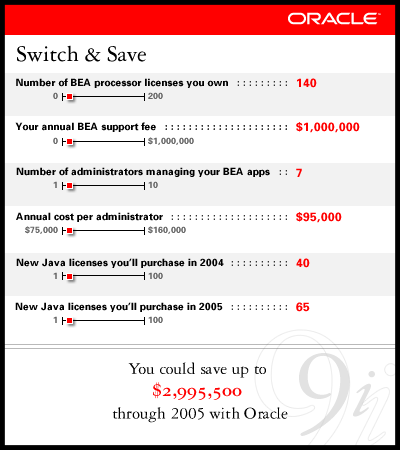 ORACLE
Switch & Save
Number of BEA processor licenses you own : : : : : : : : : 140
0 200
Your annual BEA support fee : : : : : : : : : : : : : : : : : : $1,000,000
0 $1,000,000
Number of administrators managing your BEA apps : : 7
1 10
Annual cost per administrator : : : : : : : : : : : : : : : : : $95,000
$75,000 $160,000
New Java licenses you'll purchase in 2004 : : : : : : : : : : 40
1 100
New Java licenses you'll purchase in 2005 : : : : : : : : : : 65
1 100
You could save up to
$2,995,500
through 2005 with Oracle
9i